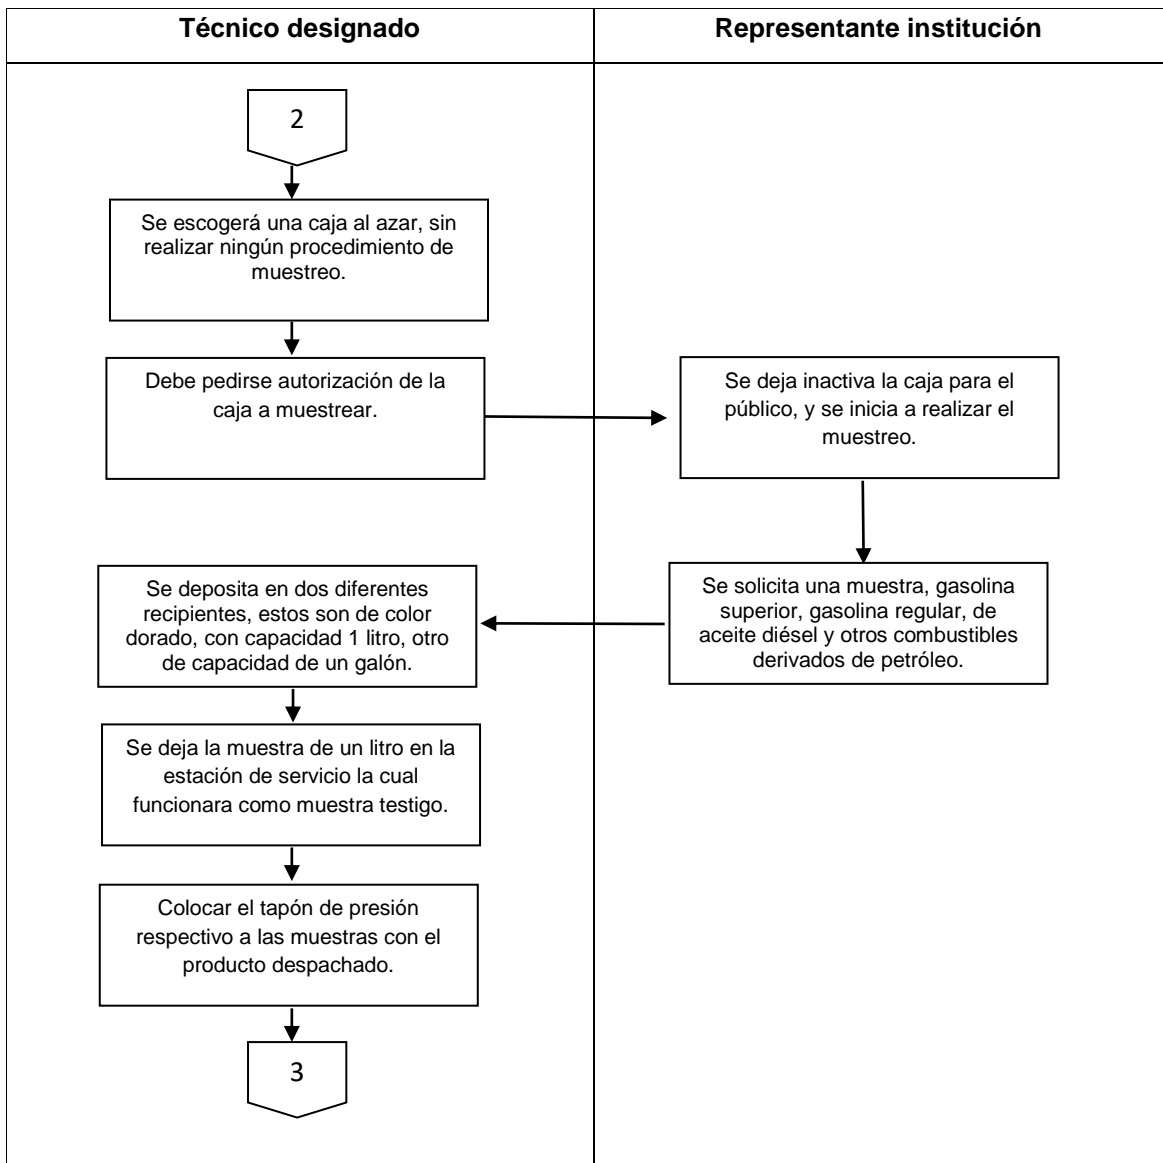 Técnico designado
Representante institución
2
Se escogerá una caja al azar, sin
realizar ningún procedimiento de
muestreo.
Debe pedirse autorización de la
caja a muestrear.
Se deja inactiva la caja para el
público, y se inicia a realizar el
muestreo.
Se solicita una muestra, gasolina
superior, gasolina regular, de
aceite diésel y otros combustibles
derivados de petróleo.
Se deposita en dos diferentes
recipientes, estos son de color
dorado, con capacidad 1 litro, otro
de capacidad de un galón.
Se deja la muestra de un litro en la
estación de servicio la cual
funcionara como muestra testigo.
Colocar el tapón de presión
respectivo a las muestras con el
producto despachado.
3